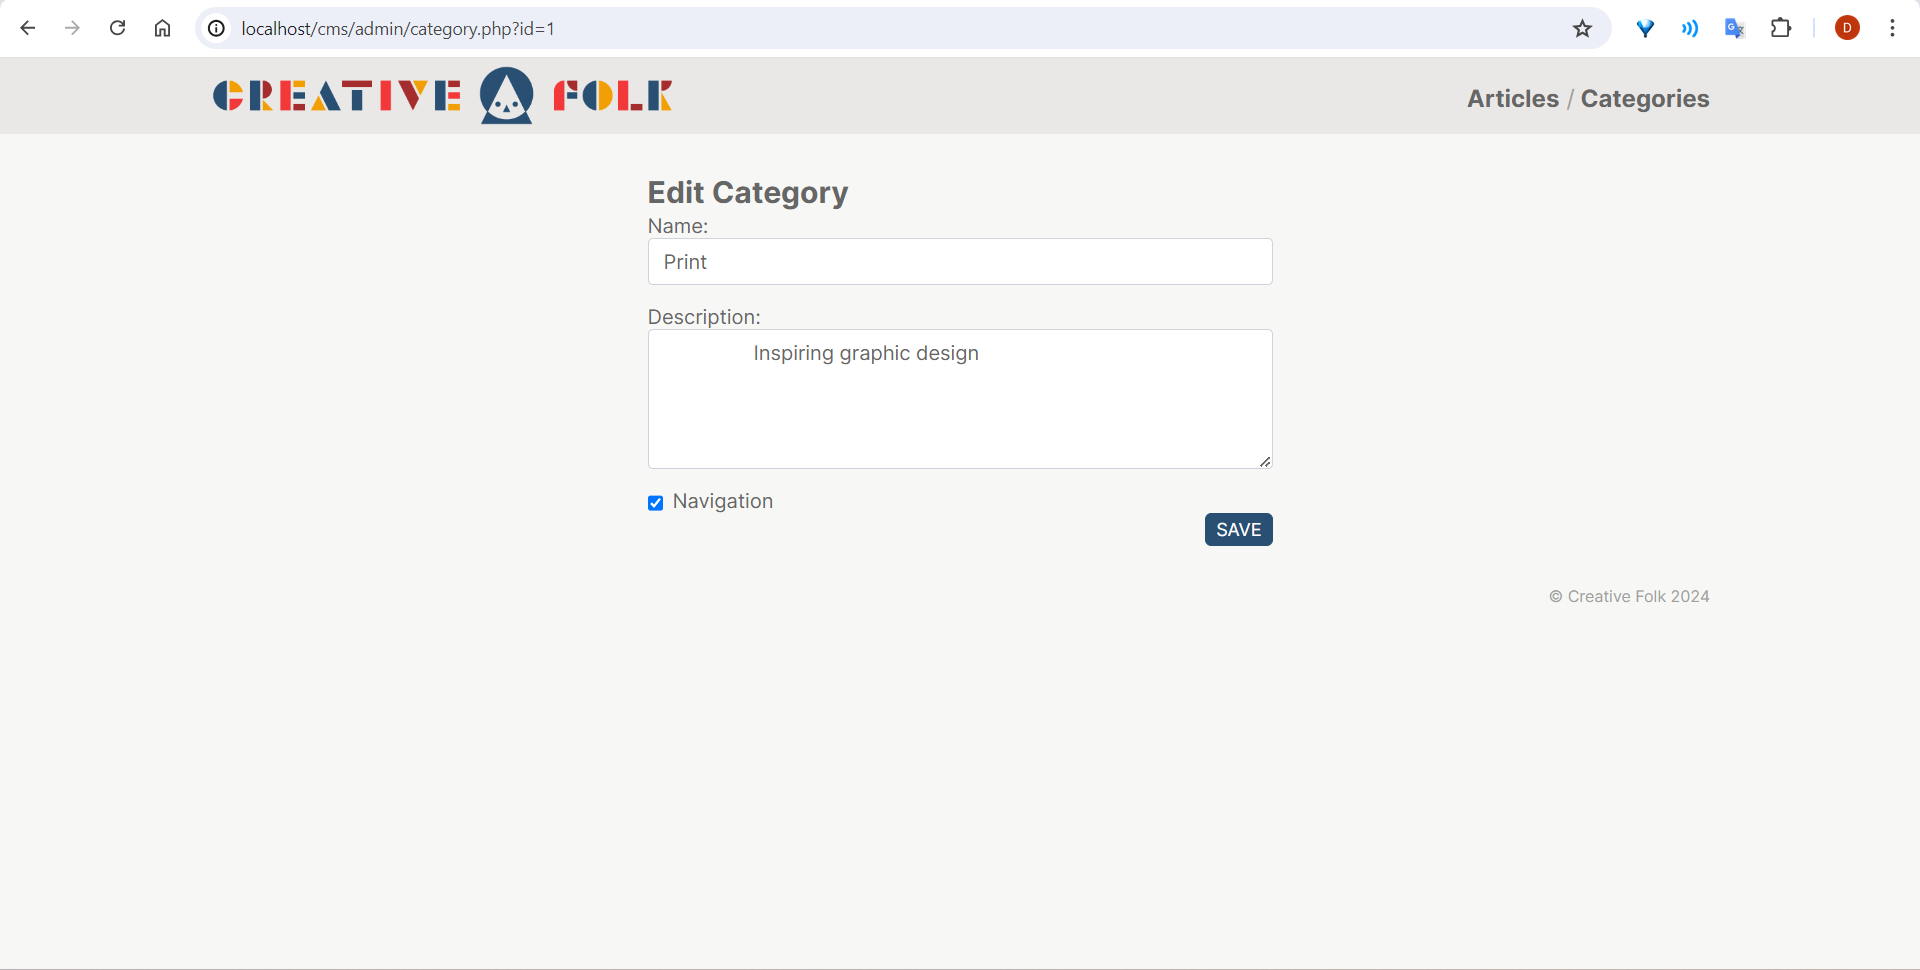 localhost/cms/admin/category.php?id=1
D
CREATIVE FOLK
Articles / Categories
Edit Category
Name:
Print
Description:
Inspiring graphic design
Navigation
SAVE
© Creative Folk 2024